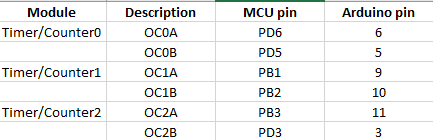 Module Description MCU pin Arduino pin
Timer/Counter0 OC0A PD6 6
OC0B PD5 5
Timer/Counter1 OC1A PB1 9
OC1B PB2 10
Timer/Counter2 OC2A PB3 11
OC2B PD3 3